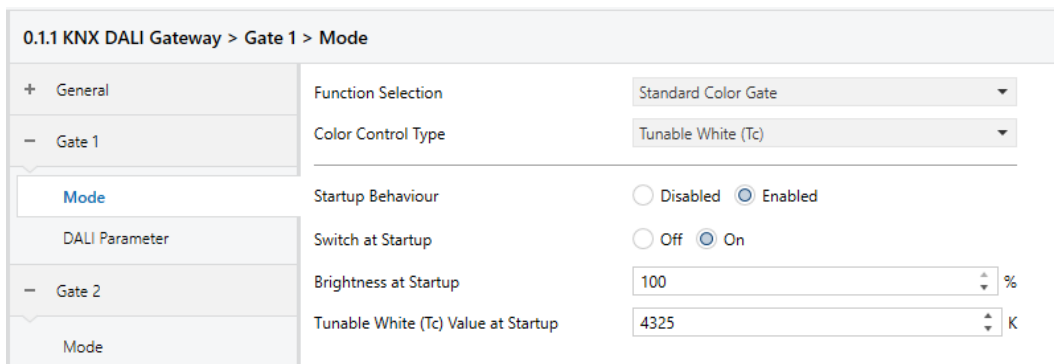 0.1.1 KNX DALI Gateway > Gate 1 > Mode
+ General
− Gate 1
Mode
DALI Parameter
− Gate 2
Mode
Function Selection Standard Color Gate
Color Control Type Tunable White (Tc)
Startup Behaviour Disabled Enabled
Switch at Startup Off On
Brightness at Startup 100 %
Tunable White (Tc) Value at Startup 4325 K